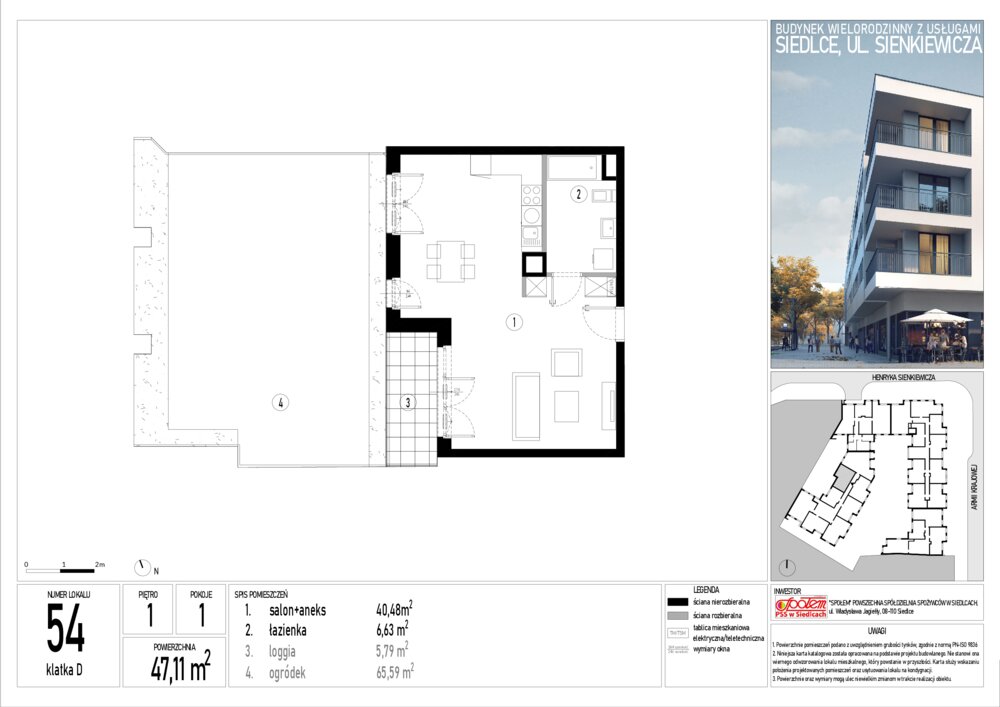 BUDYNEK WIELORODZINNY Z USŁUGAMI
SIEDLCE, UL. SIENKIEWICZA
1
2
3
4
HENRYKA SIENKIEWICZA
ARMII KRAJOWEJ
0 1 2m
N
NUMER LOKALU
54
klatka D
PIĘTRO
1
POKOJE
1
POWIERZCHNIA
47,11 m²
SPIS POMIESZCZEŃ
1. salon+aneks 40,48m²
2. łazienka 6,63 m²
3. loggia 5,79 m²
4. ogródek 65,59 m²
LEGENDA
ściana nierozbieralna
ściana rozbieralna
tablica mieszkaniowa
elektryczna/teletechniczna
wymiary okna
INWESTOR
Społem
PSS w Siedlcach
"SPOŁEM" POWSZECHNA SPÓŁDZIELNIA SPOŻYWCÓW W SIEDLCACH,
ul. Władysława Jagiełły, 08-110 Siedlce
UWAGI
1. Powierzchnie pomieszczeń podano z uwzględnieniem grubości tynków, zgodnie z normą PN-ISO 9836
2. Niniejsza karta katalogowa została opracowana na podstawie projektu budowlanego. Nie stanowi ona
wiernego odwzorowania lokalu mieszkalnego, który powstanie w przyszłości. Karta służy wskazaniu
położenia projektowanych pomieszczeń oraz usytuowania lokalu na kondygnacji.
3. Powierzchnie oraz wymiary mogą ulec niewielkim zmianom w trakcie realizacji obiektu.